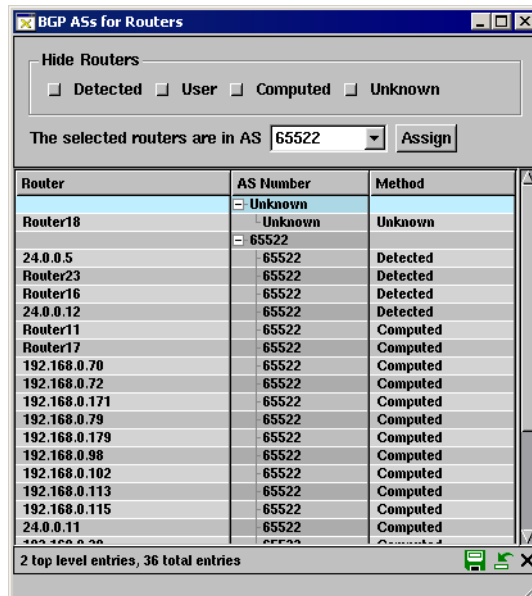 BGP ASs for Routers
Hide Routers
Detected User Computed Unknown
The selected routers are in AS 65522 Assign
Router AS Number Method
Unknown
Router18 Unknown Unknown
65522
24.0.0.5 65522 Detected
Router23 65522 Detected
Router16 65522 Detected
24.0.0.12 65522 Detected
Router11 65522 Computed
Router17 65522 Computed
192.168.0.70 65522 Computed
192.168.0.72 65522 Computed
192.168.0.171 65522 Computed
192.168.0.79 65522 Computed
192.168.0.179 65522 Computed
192.168.0.98 65522 Computed
192.168.0.102 65522 Computed
192.168.0.113 65522 Computed
192.168.0.115 65522 Computed
24.0.0.11 65522 Computed
2 top level entries, 36 total entries